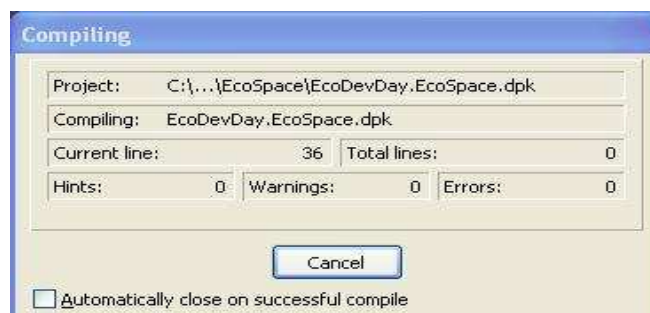 Compiling
Project: C:\...\EcoSpace\EcoDevDay.EcoSpace.dpk
Compiling: EcoDevDay.EcoSpace.dpk
Current line: 36 Total lines: 0
Hints: 0 Warnings: 0 Errors: 0
Cancel
Automatically close on successful compile